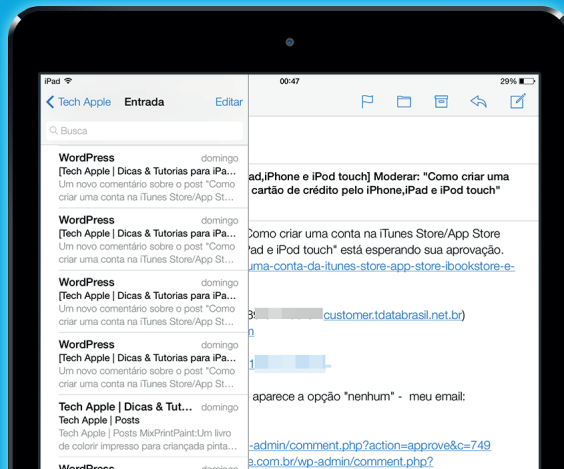 iPad
00:47
29%
Tech Apple
Entrada
Editar
Busca
WordPress domingo
[Tech Apple | Dicas & Tutorias para iPa...
Um novo comentário sobre o post "Como
criar uma conta na iTunes Store/App St...
WordPress domingo
[Tech Apple | Dicas & Tutorias para iPa...
Um novo comentário sobre o post "Como
criar uma conta na iTunes Store/App St...
WordPress domingo
[Tech Apple | Dicas & Tutorias para iPa...
Um novo comentário sobre o post "Como
criar uma conta na iTunes Store/App St...
WordPress domingo
[Tech Apple | Dicas & Tutorias para iPa...
Um novo comentário sobre o post "Como
criar uma conta na iTunes Store/App St...
Tech Apple | Dicas & Tut... domingo
Tech Apple | Posts
Tech Apple | Posts MixPrintPaint:Um livro
de colorir impresso para criançada pinta...
WordPress domingo
ad,iPhone e iPod touch] Moderar: "Como criar uma
cartão de crédito pelo iPhone,iPad e iPod touch"
Como criar uma conta na iTunes Store/App Store
Pad e iPod touch" está esperando sua aprovação.
uma-conta-da-itunes-store-app-store-ibookstore-e-
customer.tdatabrasil.net.br)
aparece a opção "nenhum" - meu email:
-admin/comment.php?action=approve&c=749
e.com.br/wp-admin/comment.php?